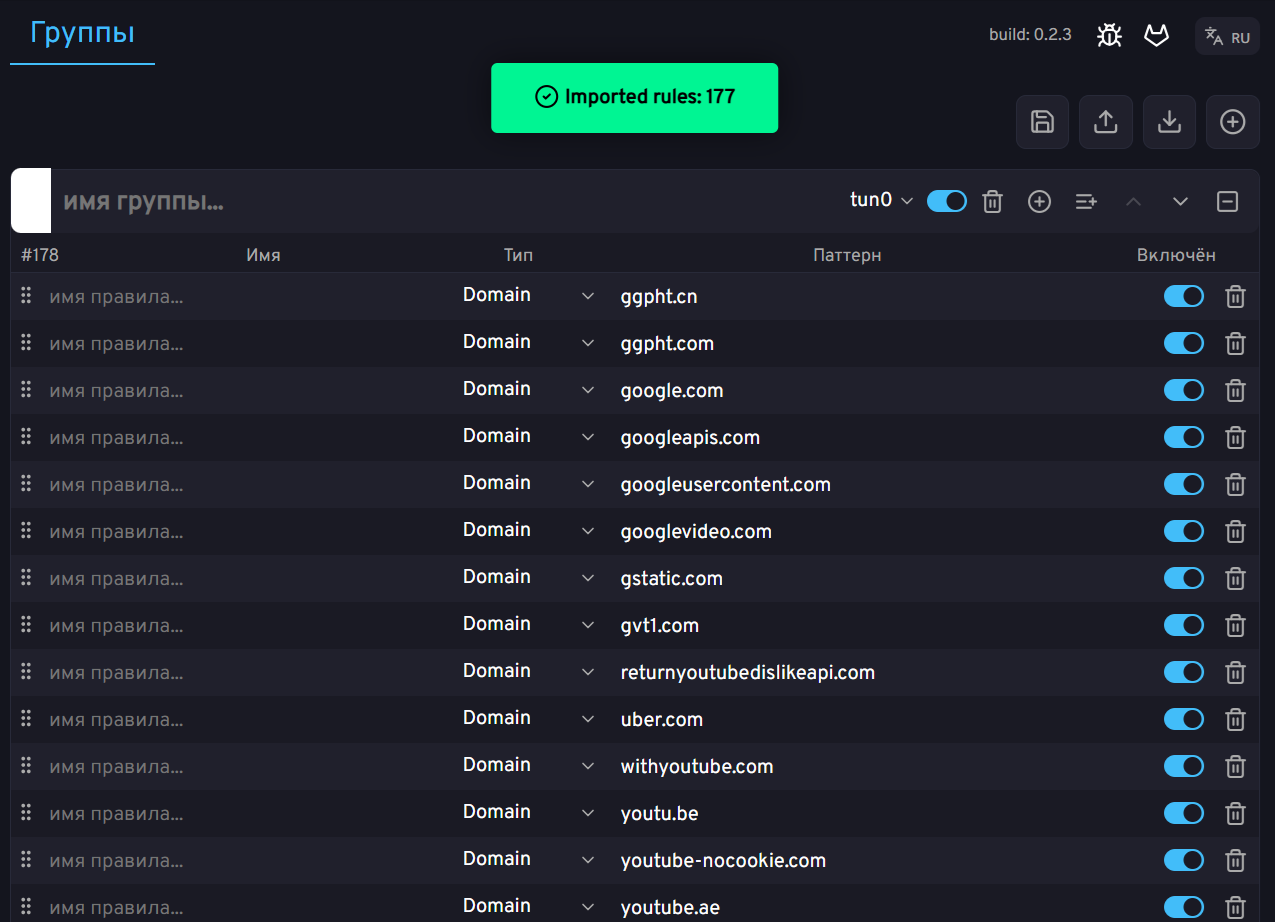 Группы
build: 0.2.3
RU
Imported rules: 177
имя группы...
tun0
#178 Имя Тип Паттерн Включён
имя правила... Domain ggpht.cn
имя правила... Domain ggpht.com
имя правила... Domain google.com
имя правила... Domain googleapis.com
имя правила... Domain googleusercontent.com
имя правила... Domain googlevideo.com
имя правила... Domain gstatic.com
имя правила... Domain gvt1.com
имя правила... Domain returnyoutubedislikeapi.com
имя правила... Domain uber.com
имя правила... Domain withyoutube.com
имя правила... Domain youtu.be
имя правила... Domain youtube-nocookie.com
имя правила... Domain youtube.ae